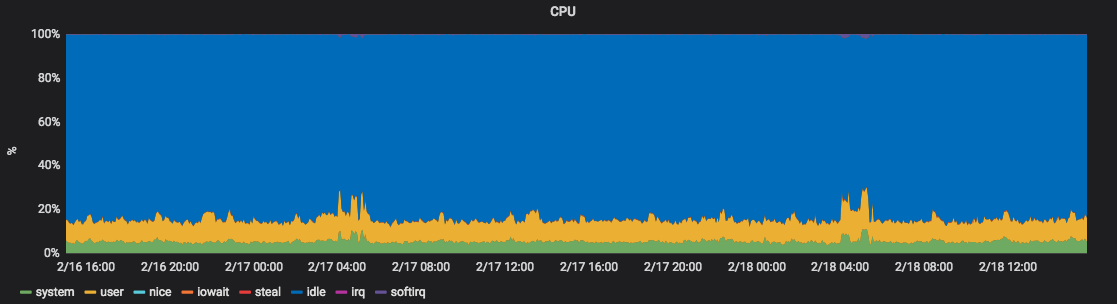 CPU
100%
80%
60%
40%
20%
0%
%
2/16 16:00 2/16 20:00 2/17 00:00 2/17 04:00 2/17 08:00 2/17 12:00 2/17 16:00 2/17 20:00 2/18 00:00 2/18 04:00 2/18 08:00 2/18 12:00
system user nice iowait steal idle irq softirq